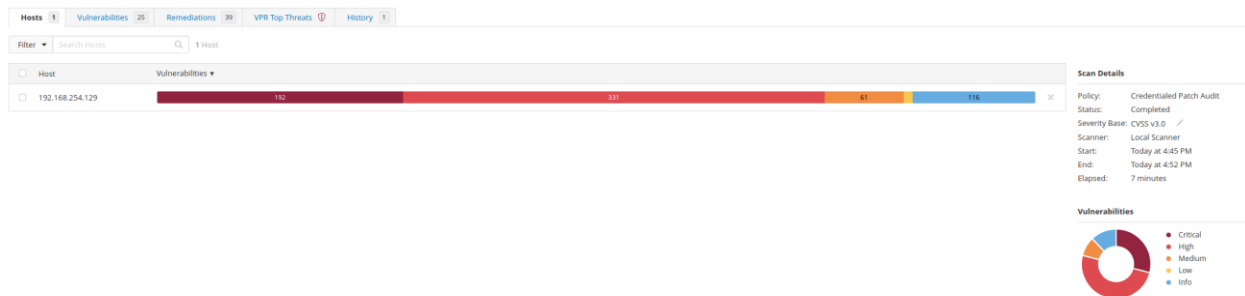 Hosts 1 Vulnerabilities 25 Remediations 39 VPR Top Threats History 1
Filter Search Hosts 1 Host
Host Vulnerabilities
192.168.254.129 192 331 61 116
Scan Details
Policy: Credentialed Patch Audit
Status: Completed
Severity Base: CVSS v3.0
Scanner: Local Scanner
Start: Today at 4:45 PM
End: Today at 4:52 PM
Elapsed: 7 minutes
Vulnerabilities
Critical
High
Medium
Low
Info